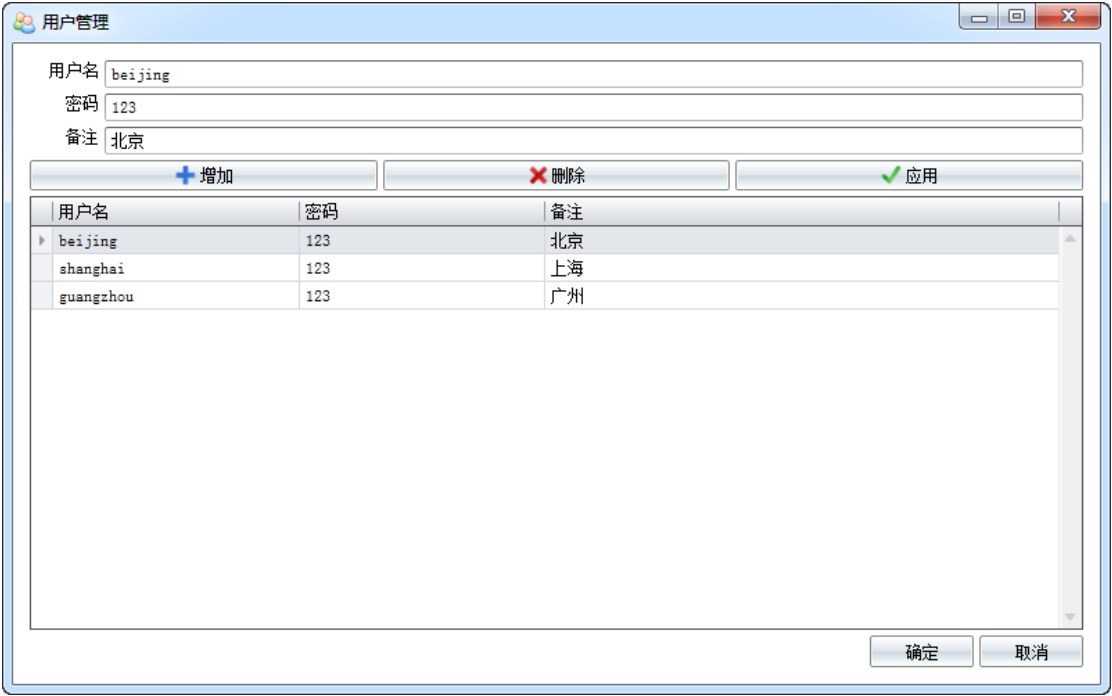 用户管理
用户名 beijing
密码 123
备注 北京
增加 删除 应用
用户名 密码 备注
beijing 123 北京
shanghai 123 上海
guangzhou 123 广州
确定 取消